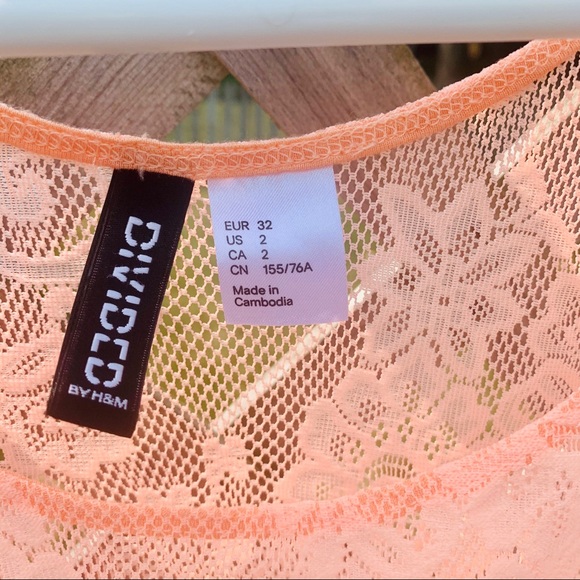 DIVIDED
BY H&M
EUR 32
US 2
CA 2
CN 155/76A
Made in
Cambodia